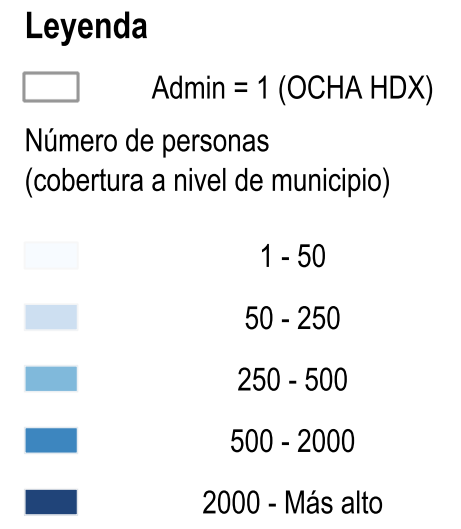 Leyenda
Admin = 1 (OCHA HDX)
Número de personas
(cobertura a nivel de municipio)
1 - 50
50 - 250
250 - 500
500 - 2000
2000 - Más alto